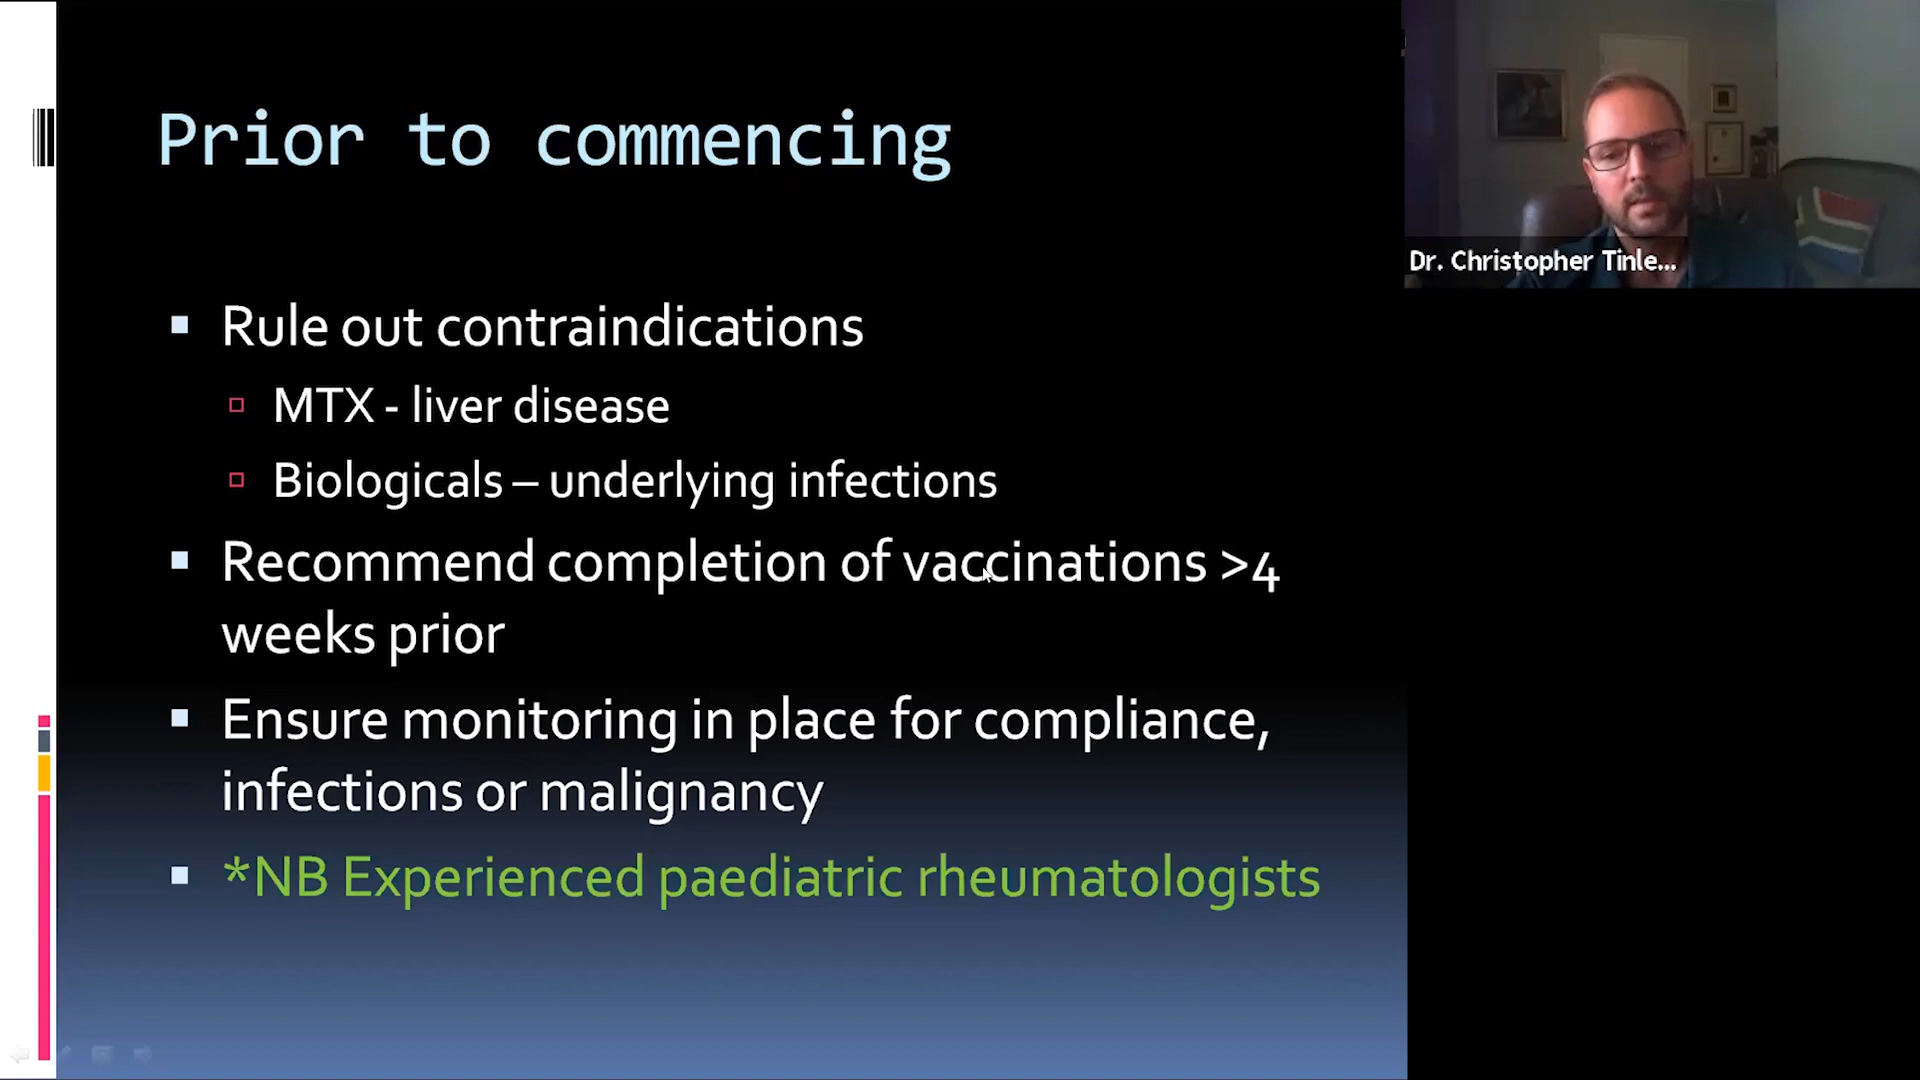 Prior to commencing
Dr. Christopher Tinle...
Rule out contraindications
MTX - liver disease
Biologicals – underlying infections
Recommend completion of vaccinations >4
weeks prior
Ensure monitoring in place for compliance,
infections or malignancy
*NB Experienced paediatric rheumatologists